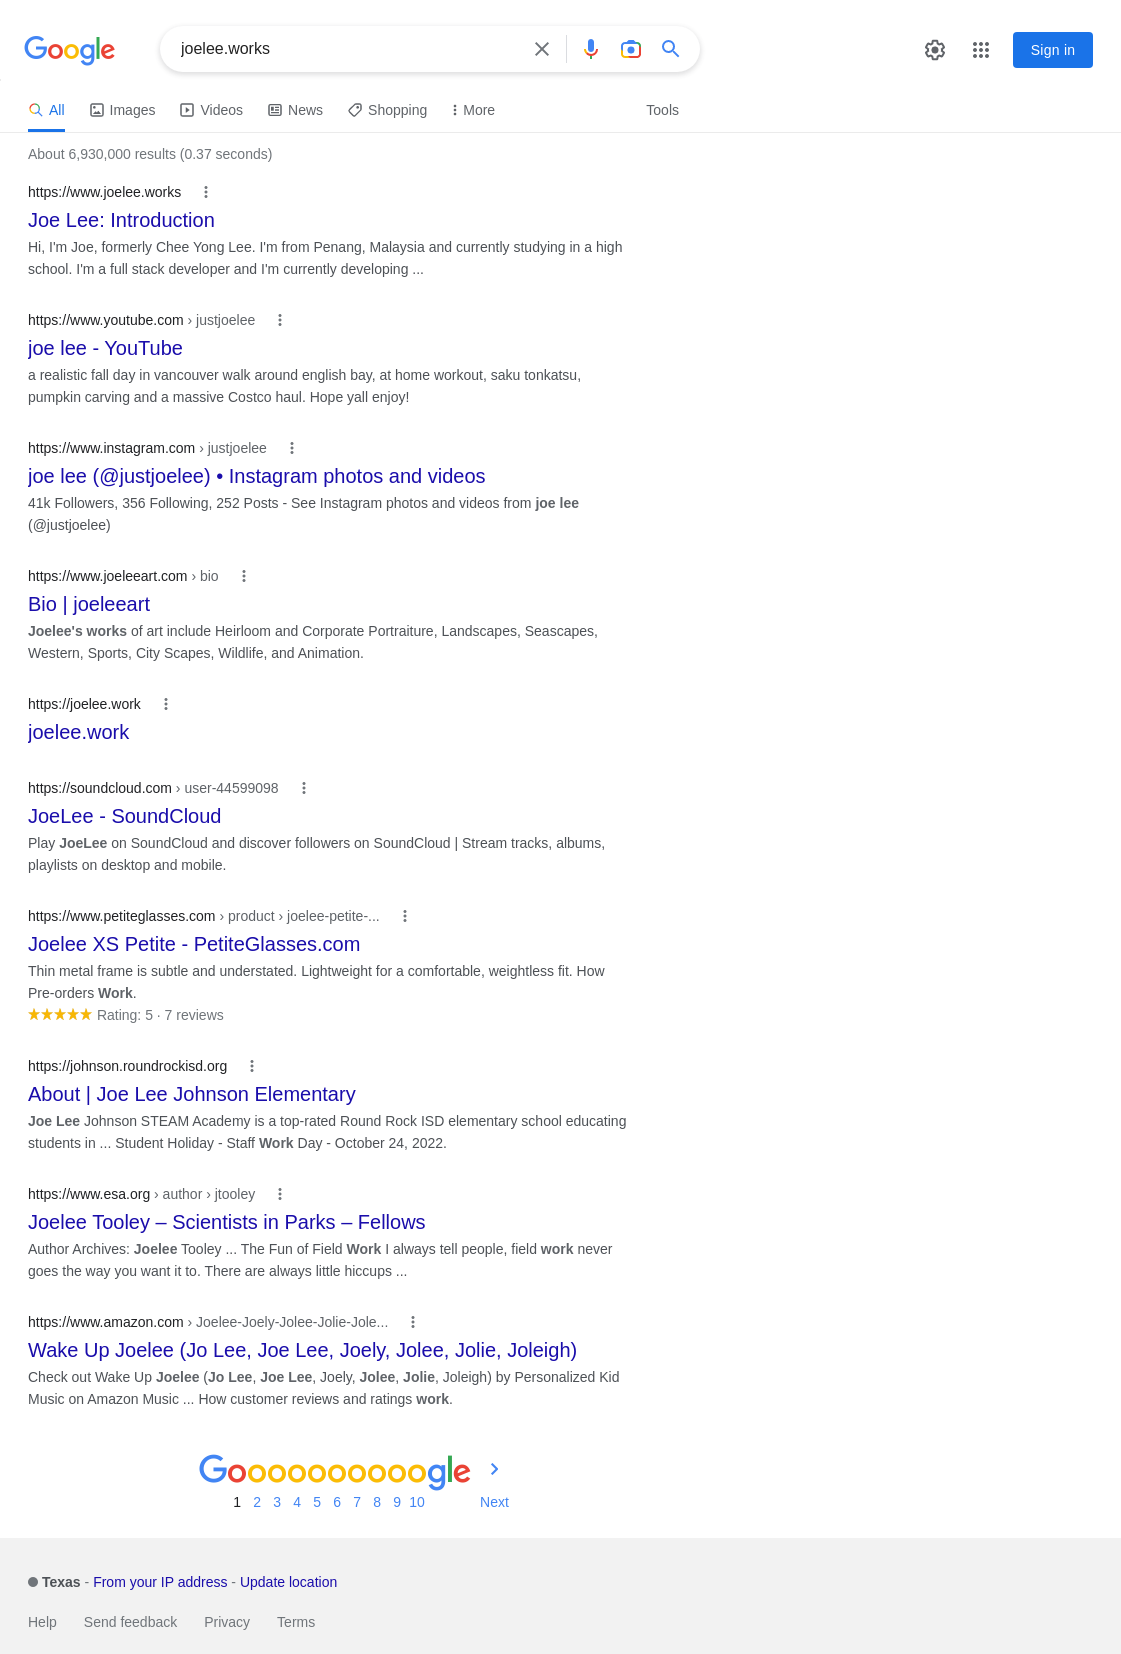 Google
joelee.works
Sign in
All Images Videos News Shopping More Tools
About 6,930,000 results (0.37 seconds)
https://www.joelee.works
Joe Lee: Introduction
Hi, I'm Joe, formerly Chee Yong Lee. I'm from Penang, Malaysia and currently studying in a high
school. I'm a full stack developer and I'm currently developing ...
https://www.youtube.com › justjoelee
joe lee - YouTube
a realistic fall day in vancouver walk around english bay, at home workout, saku tonkatsu,
pumpkin carving and a massive Costco haul. Hope yall enjoy!
https://www.instagram.com › justjoelee
joe lee (@justjoelee) • Instagram photos and videos
41k Followers, 356 Following, 252 Posts - See Instagram photos and videos from joe lee
(@justjoelee)
https://www.joeleeart.com › bio
Bio | joeleeart
Joelee's works of art include Heirloom and Corporate Portraiture, Landscapes, Seascapes,
Western, Sports, City Scapes, Wildlife, and Animation.
https://joelee.work
joelee.work
https://soundcloud.com › user-44599098
JoeLee - SoundCloud
Play JoeLee on SoundCloud and discover followers on SoundCloud | Stream tracks, albums,
playlists on desktop and mobile.
https://www.petiteglasses.com › product › joelee-petite-...
Joelee XS Petite - PetiteGlasses.com
Thin metal frame is subtle and understated. Lightweight for a comfortable, weightless fit. How
Pre-orders Work.
Rating: 5 · 7 reviews
https://johnson.roundrockisd.org
About | Joe Lee Johnson Elementary
Joe Lee Johnson STEAM Academy is a top-rated Round Rock ISD elementary school educating
students in ... Student Holiday - Staff Work Day - October 24, 2022.
https://www.esa.org › author › jtooley
Joelee Tooley – Scientists in Parks – Fellows
Author Archives: Joelee Tooley ... The Fun of Field Work I always tell people, field work never
goes the way you want it to. There are always little hiccups ...
https://www.amazon.com › Joelee-Joely-Jolee-Jolie-Jole...
Wake Up Joelee (Jo Lee, Joe Lee, Joely, Jolee, Jolie, Joleigh)
Check out Wake Up Joelee (Jo Lee, Joe Lee, Joely, Jolee, Jolie, Joleigh) by Personalized Kid
Music on Amazon Music ... How customer reviews and ratings work.
Goooooooooogle
1 2 3 4 5 6 7 8 9 10 Next
Texas - From your IP address - Update location
Help Send feedback Privacy Terms